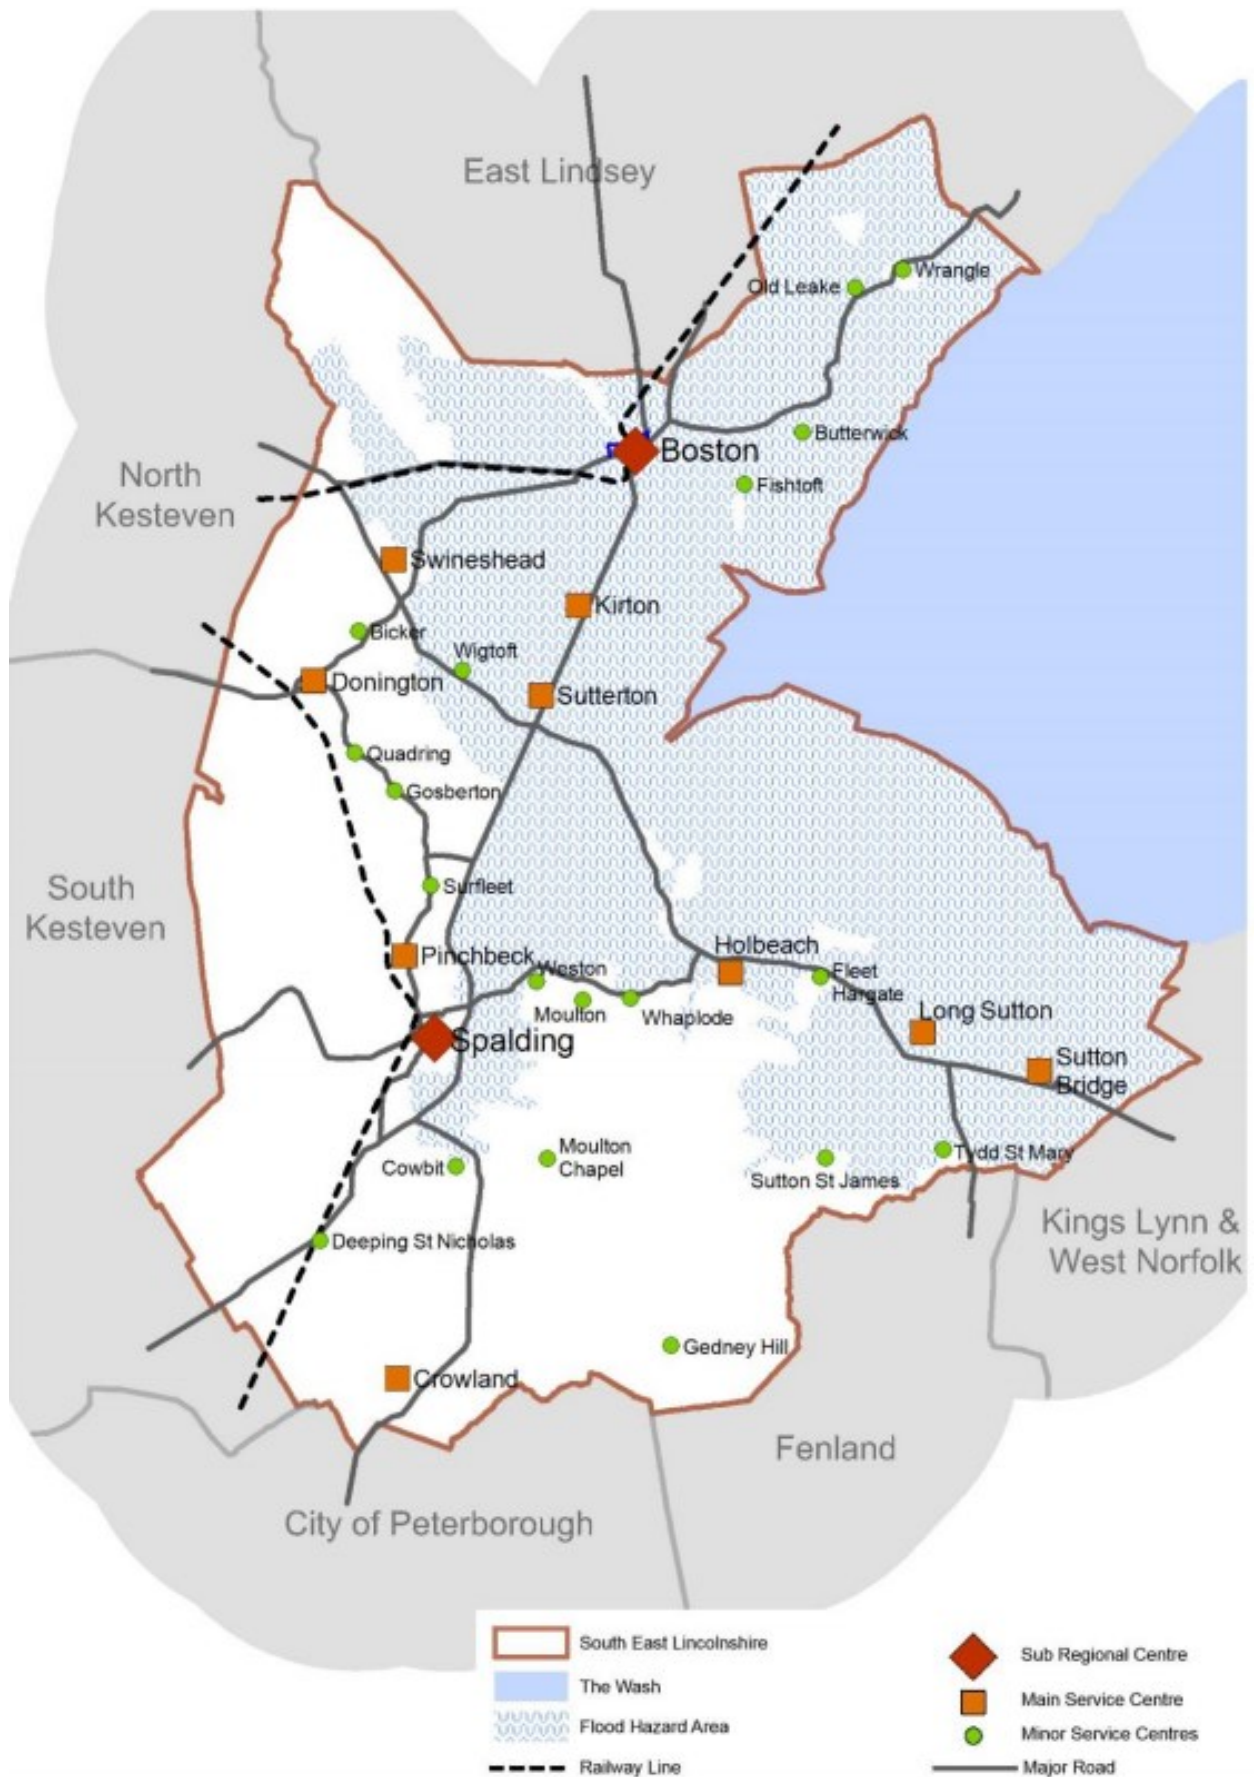 East Lindsey
Wrangle
Old Leake
Butterwick
Boston
North
Kesteven
Fishtoft
Swineshead
Kirton
Bicker
Wigtoft
Donington
Sutterton
Quadring
Gosberton
South
Kesteven
Surfleet
Pinchbeck
Holbeach
Weston
Fleet
Hargate
Moulton
Whaplode
Long Sutton
Spalding
Sutton
Bridge
Moulton
Chapel
Cowbit
Tydd St Mary
Sutton St James
Kings Lynn &
West Norfolk
Deeping St Nicholas
Gedney Hill
Crowland
Fenland
City of Peterborough
South East Lincolnshire
The Wash
Flood Hazard Area
Railway Line
Sub Regional Centre
Main Service Centre
Minor Service Centres
Major Road